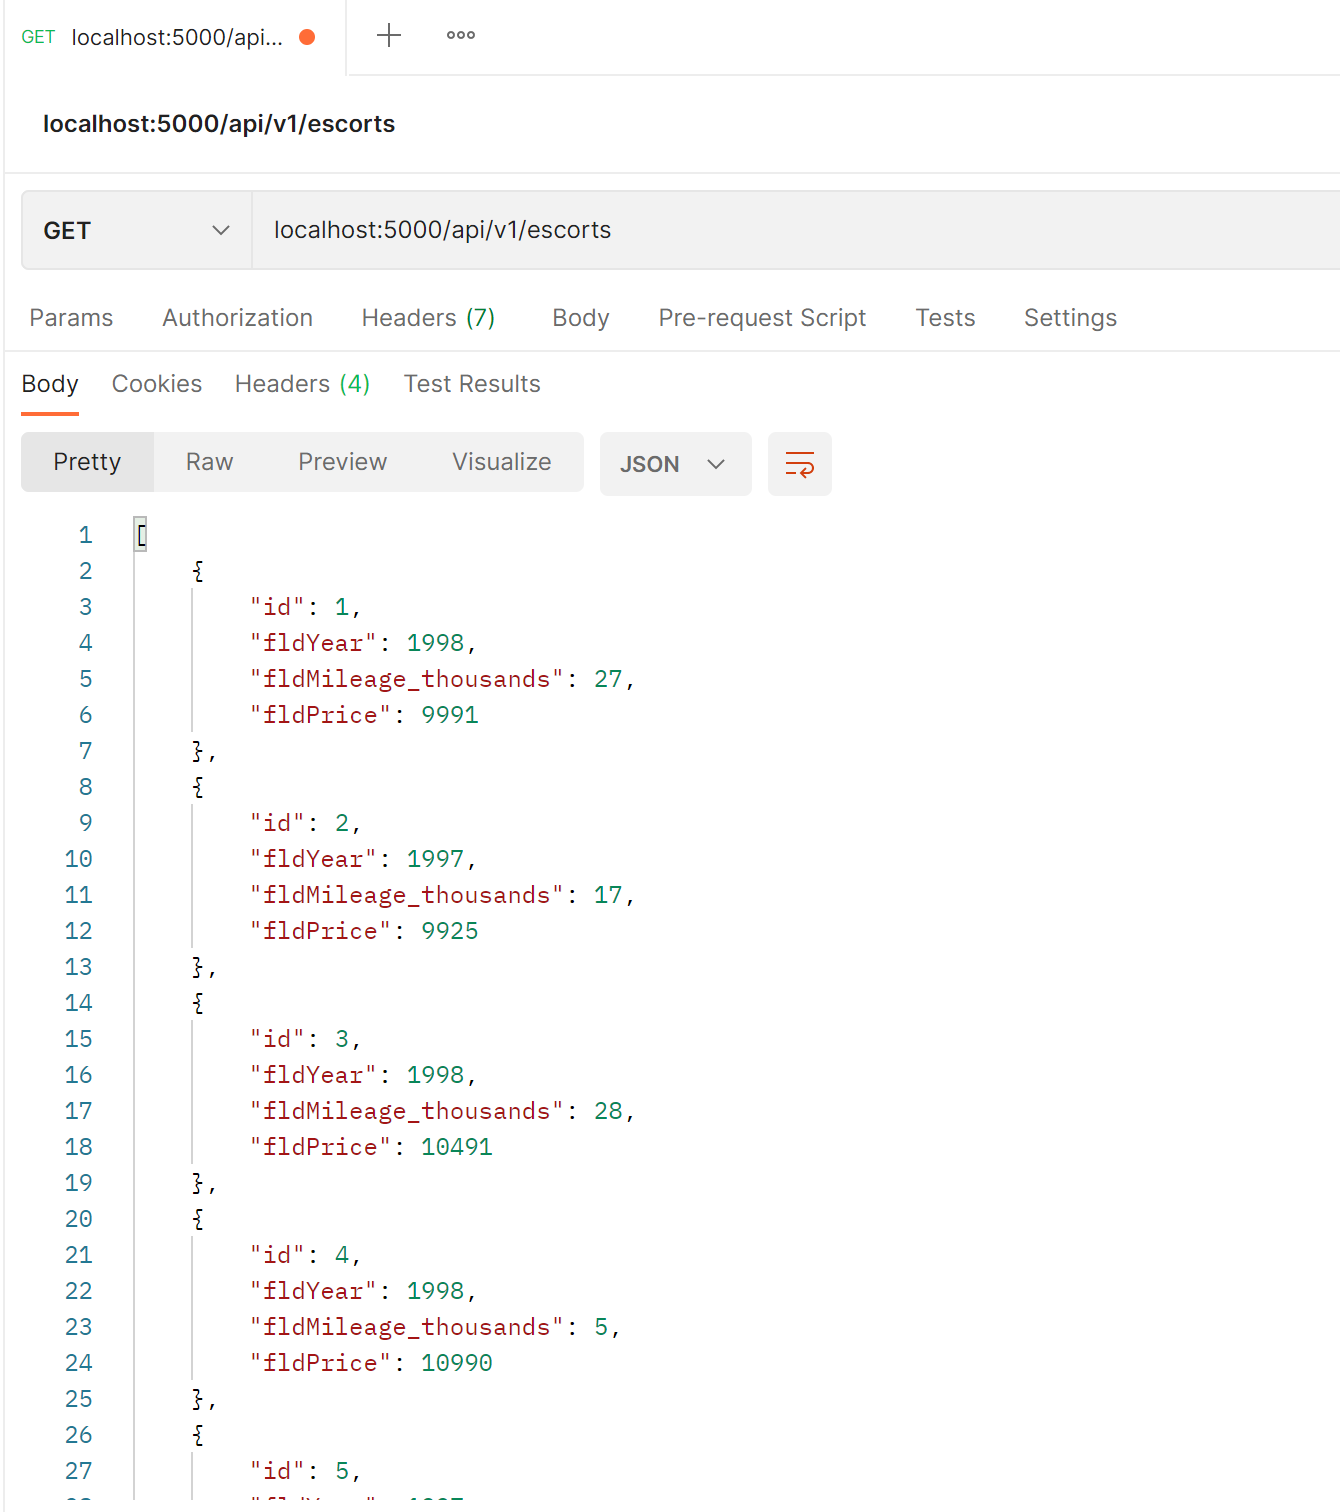 GET localhost:5000/api...
localhost:5000/api/v1/escorts
GET localhost:5000/api/v1/escorts
Params Authorization Headers (7) Body Pre-request Script Tests Settings
Body Cookies Headers (4) Test Results
Pretty Raw Preview Visualize JSON
1 [
2 {
3 "id": 1,
4 "fldYear": 1998,
5 "fldMileage_thousands": 27,
6 "fldPrice": 9991
7 },
8 {
9 "id": 2,
10 "fldYear": 1997,
11 "fldMileage_thousands": 17,
12 "fldPrice": 9925
13 },
14 {
15 "id": 3,
16 "fldYear": 1998,
17 "fldMileage_thousands": 28,
18 "fldPrice": 10491
19 },
20 {
21 "id": 4,
22 "fldYear": 1998,
23 "fldMileage_thousands": 5,
24 "fldPrice": 10990
25 },
26 {
27 "id": 5,